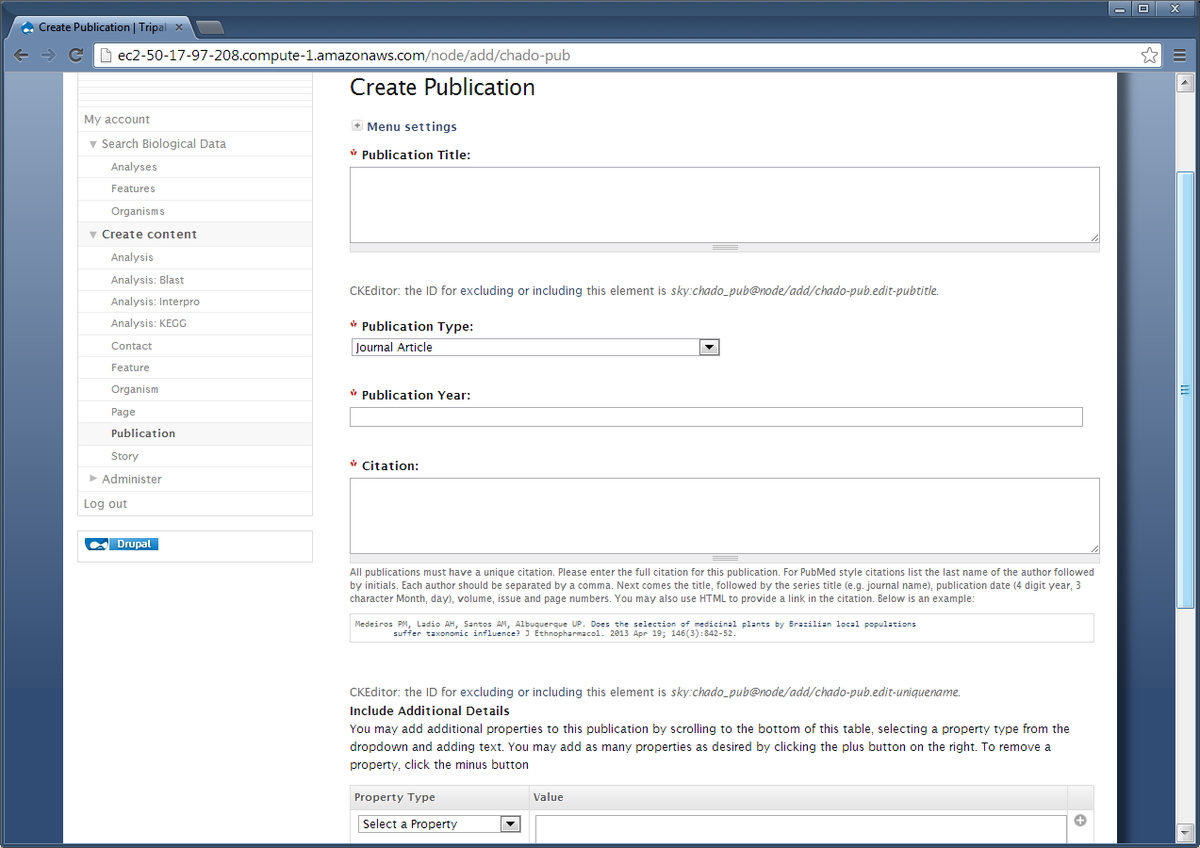 Create Publication | Tripal
ec2-50-17-97-208.compute-1.amazonaws.com/node/add/chado-pub
My account
Search Biological Data
Analyses
Features
Organisms
Create content
Analysis
Analysis: Blast
Analysis: Interpro
Analysis: KEGG
Contact
Feature
Organism
Page
Publication
Story
Administer
Log out
Drupal
Create Publication
Menu settings
* Publication Title:
CKEditor: the ID for excluding or including this element is sky:chado_pub@node/add/chado-pub.edit-pubtitle.
* Publication Type:
Journal Article
* Publication Year:
* Citation:
All publications must have a unique citation. Please enter the full citation for this publication. For PubMed style citations list the last name of the author followed
by initials. Each author should be separated by a comma. Next comes the title, followed by the series title (e.g. journal name), publication date (4 digit year, 3
character Month, day), volume, issue and page numbers. You may also use HTML to provide a link in the citation. Below is an example:
Medeiros PM, Ladio AH, Santos AM, Albuquerque UP. Does the selection of medicinal plants by Brazilian local populations
suffer taxonomic influence? J Ethnopharmacol. 2013 Apr 19; 146(3):842-52.
CKEditor: the ID for excluding or including this element is sky:chado_pub@node/add/chado-pub.edit-uniquename.
Include Additional Details
You may add additional properties to this publication by scrolling to the bottom of this table, selecting a property type from the
dropdown and adding text. You may add as many properties as desired by clicking the plus button on the right. To remove a
property, click the minus button
Property Type Value
Select a Property